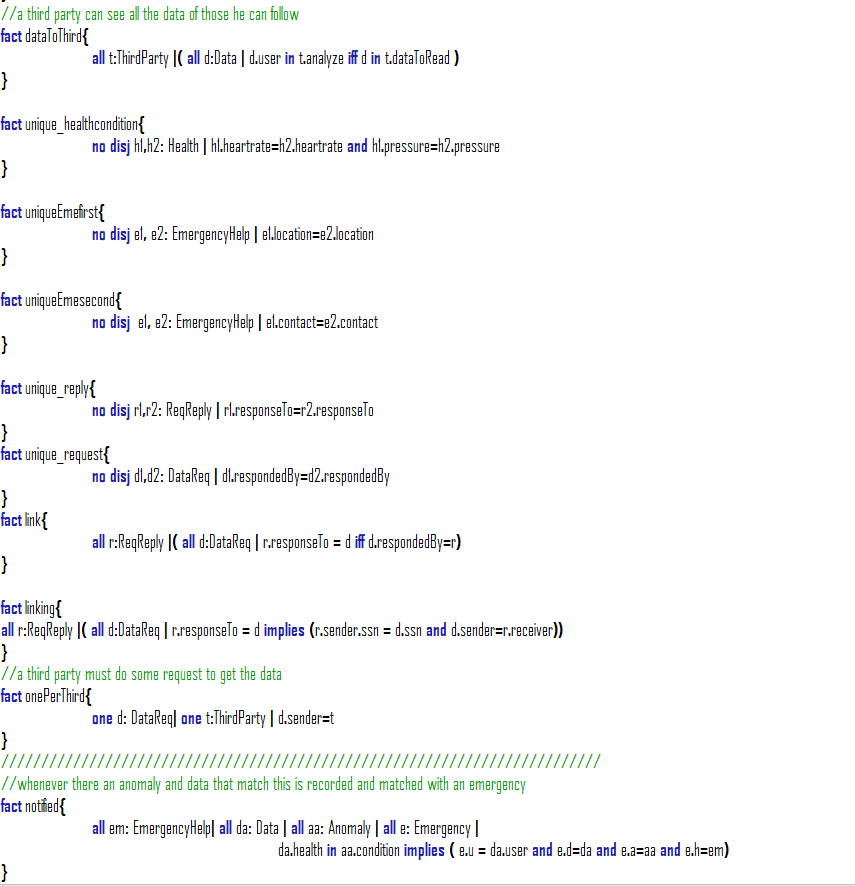 //a third party can see all the data of those he can follow
fact dataToThird{
all t:ThirdParty |( all d:Data | d.user in t.analyze iff d in t.dataToRead )
}
fact unique_healthcondition{
no disj h1,h2: Health | h1.heartrate=h2.heartrate and h1.pressure=h2.pressure
}
fact uniqueEmefirst{
no disj e1, e2: EmergencyHelp | e1.location=e2.location
}
fact uniqueEmesecond{
no disj e1, e2: EmergencyHelp | e1.contact=e2.contact
}
fact unique_reply{
no disj r1,r2: ReqReply | r1.responseTo=r2.responseTo
}
fact unique_request{
no disj d1,d2: DataReq | d1.respondedBy=d2.respondedBy
}
fact link{
all r:ReqReply |( all d:DataReq | r.responseTo = d iff d.respondedBy=r)
}
fact linking{
all r:ReqReply |( all d:DataReq | r.responseTo = d implies (r.sender.ssn = d.ssn and d.sender=r.receiver))
}
//a third party must do some request to get the data
fact onePerThird{
one d: DataReq| one t:ThirdParty | d.sender=t
}
///////////////////////////////////////////////////////////////////////////
//whenever there an anomaly and data that match this is recorded and matched with an emergency
fact notified{
all em: EmergencyHelp| all da: Data | all aa: Anomaly | all e: Emergency |
da.health in aa.condition implies ( e.u = da.user and e.d=da and e.a=aa and e.h=em)
}